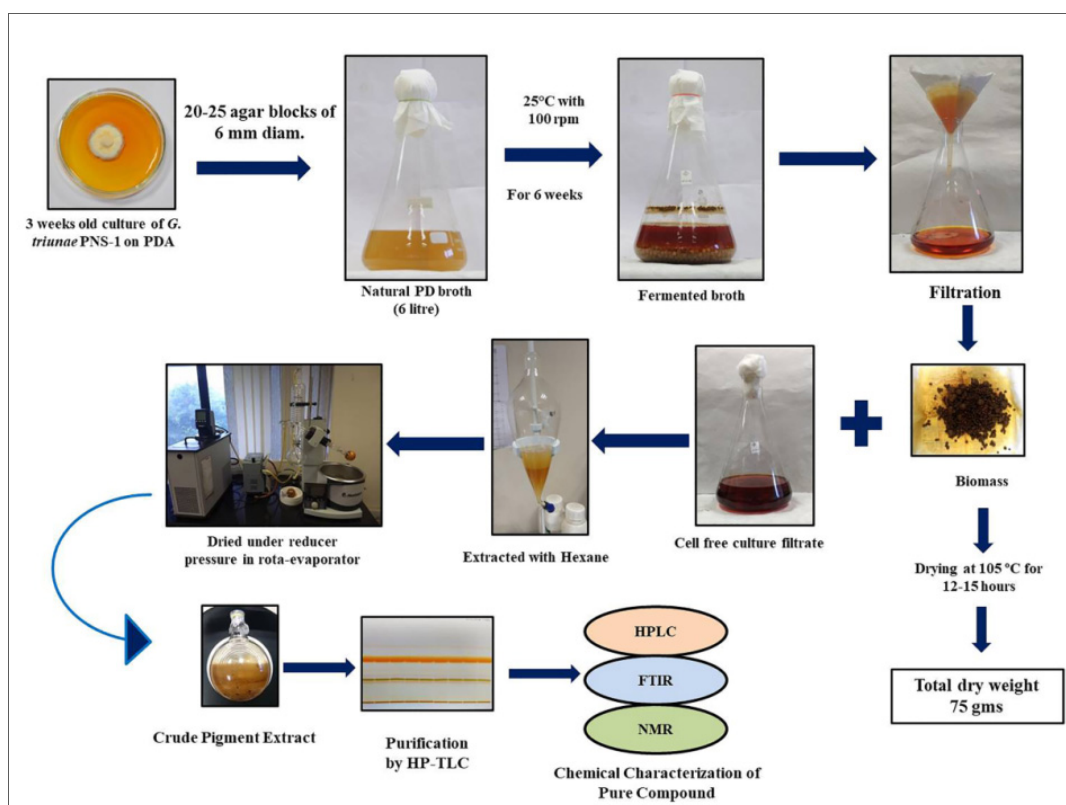 20-25 agar blocks of
6 mm diam.
25°C with
100 rpm
For 6 weeks
3 weeks old culture of G.
triunae PNS-1 on PDA
Natural PD broth
(6 litre)
Fermented broth
Filtration
Biomass
Cell free culture filtrate
Extracted with Hexane
Dried under reducer
pressure in rota-evaporator
Drying at 105 °C for
12-15 hours
Total dry weight
75 gms
Crude Pigment Extract
Purification
by HP-TLC
HPLC
FTIR
NMR
Chemical Characterization of
Pure Compound